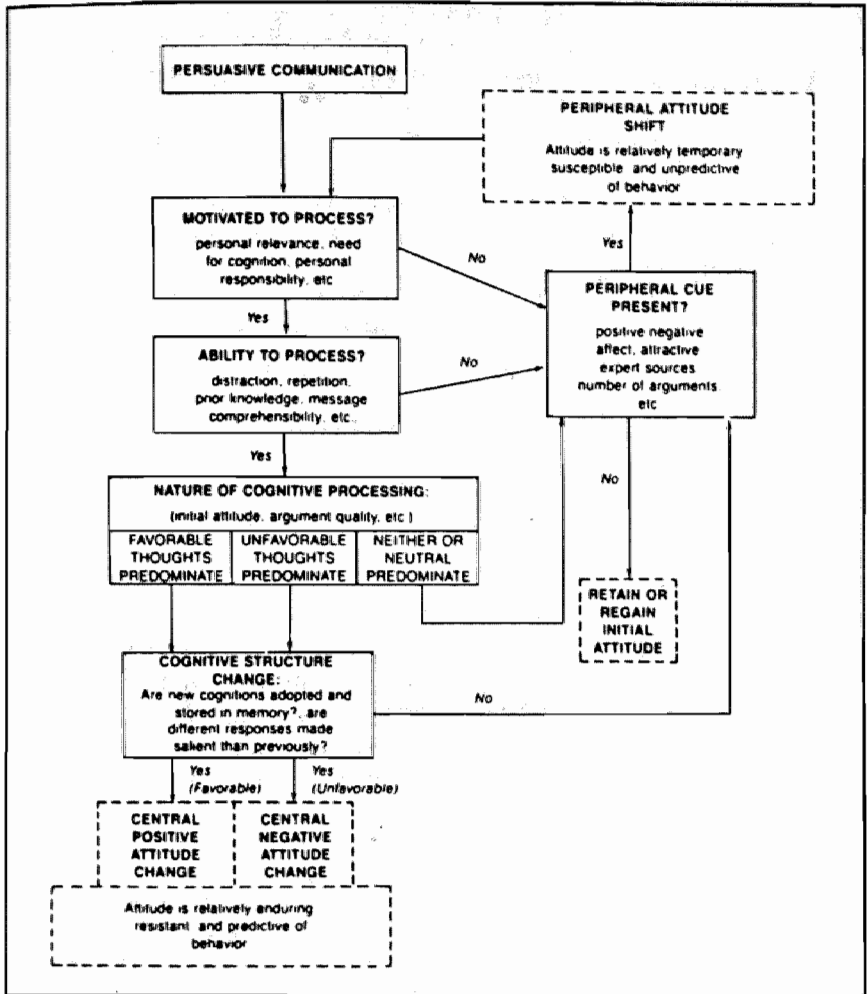 PERSUASIVE COMMUNICATION
PERIPHERAL ATTITUDE
SHIFT
Attitude is relatively temporary
susceptible and unpredictive
of behavior
MOTIVATED TO PROCESS?
personal relevance, need
for cognition, personal
responsibility, etc
No
Yes
PERIPHERAL CUE
PRESENT?
positive negative
affect, attractive
expert sources
number of arguments
etc
Yes
ABILITY TO PROCESS?
distraction, repetition,
prior knowledge, message
comprehensibility, etc.
No
Yes
No
NATURE OF COGNITIVE PROCESSING:
(initial attitude, argument quality, etc)
FAVORABLE
THOUGHTS
PREDOMINATE
UNFAVORABLE
THOUGHTS
PREDOMINATE
NEITHER OR
NEUTRAL
PREDOMINATE
RETAIN OR
REGAIN
INITIAL
ATTITUDE
COGNITIVE STRUCTURE
CHANGE:
Are new cognitions adopted and
stored in memory?, are
different responses made
salient than previously?
No
Yes
(Favorable)
Yes
(Unfavorable)
CENTRAL
POSITIVE
ATTITUDE
CHANGE
CENTRAL
NEGATIVE
ATTITUDE
CHANGE
Attitude is relatively enduring
resistant and predictive of
behavior